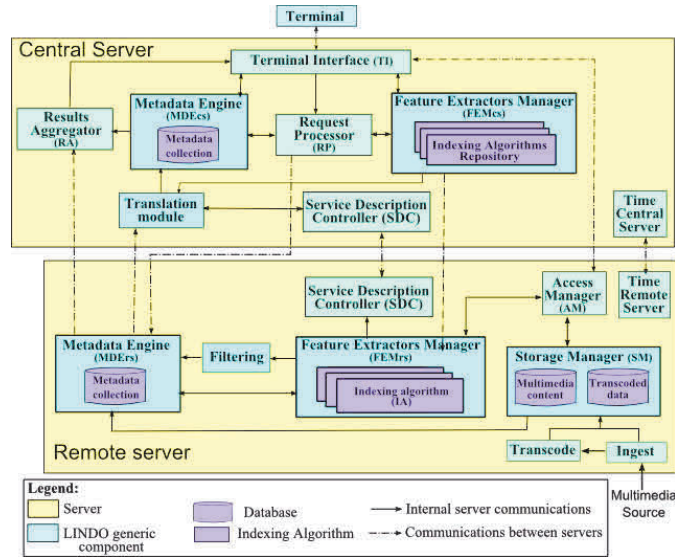 Terminal
Central Server
Terminal Interface (TI)
Results
Aggregator
(RA)
Metadata Engine
(MDEcs)
Metadata
collection
Request
Processor
(RP)
Feature Extractors Manager
(FEMcs)
Indexing Algorithms
Repository
Translation
module
Service Description
Controller (SDC)
Time
Central
Server
Service Description
Controller (SDC)
Access
Manager
(AM)
Time
Remote
Server
Metadata Engine
(MDErs)
Metadata
collection
Filtering
Feature Extractors Manager
(FEMrs)
Indexing algorithm
(IA)
Storage Manager (SM)
Multimedia
content
Transcoded
data
Remote server
Transcode
Ingest
Multimedia
Source
Legend:
Server
LINDO generic
component
Database
Indexing Algorithm
Internal server communications
Communications between servers